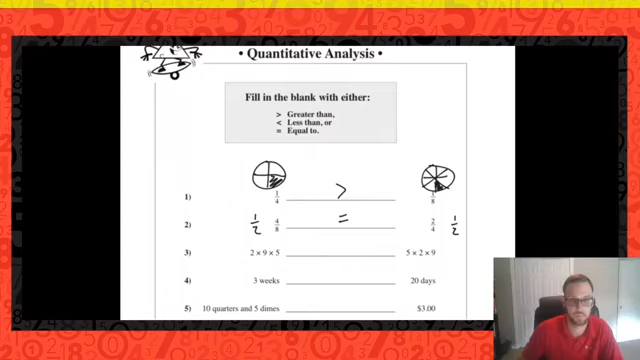 • Quantitative Analysis •
Fill in the blank with either:
> Greater than,
< Less than, or
= Equal to.
1) 1/4 > 1/8
2) 1/2 4/8 = 2/4 1/2
3) 2 × 9 × 5 5 × 2 × 9
4) 3 weeks 20 days
5) 10 quarters and 5 dimes $3.00